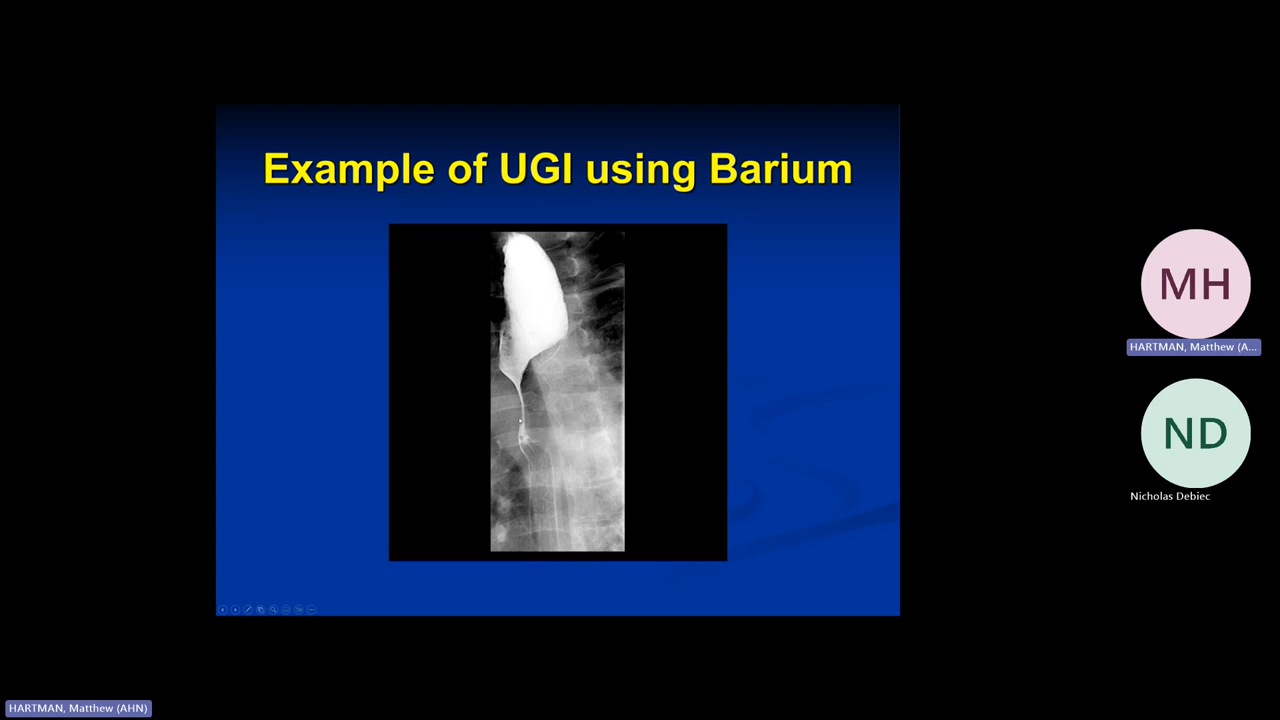 Example of UGI using Barium
MH
HARTMAN, Matthew (A...
ND
Nicholas Debiec
HARTMAN, Matthew (AHN)